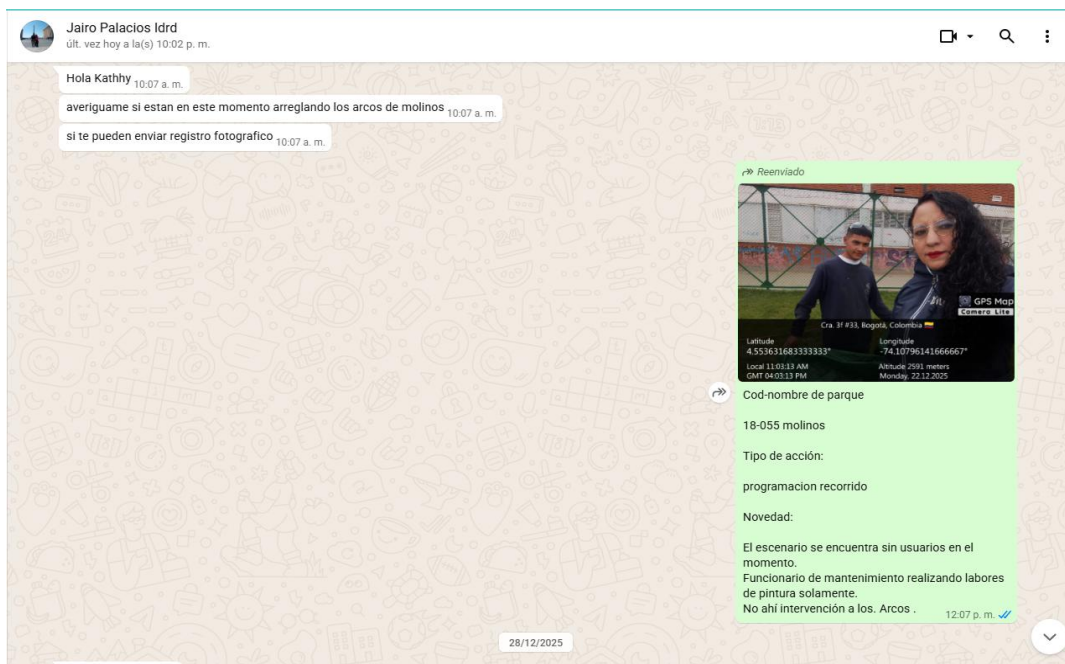 Jairo Palacios Idrd
últ. vez hoy a la(s) 10:02 p. m.
Hola Kathhy 10:07 a. m.
averiguame si estan en este momento arreglando los arcos de molinos 10:07 a. m.
si te pueden enviar registro fotografico 10:07 a. m.
Reenviado
GPS Map
Camera Lite
Cra. 3f #33, Bogotá, Colombia
Latitude
4.553631683333333°
Longitude
-74.10796141666667°
Local 11:03:13 AM
GMT 04:03:13 PM
Altitude 2591 meters
Monday, 22.12.2025
Cod-nombre de parque
18-055 molinos
Tipo de acción:
programacion recorrido
Novedad:
El escenario se encuentra sin usuarios en el
momento.
Funcionario de mantenimiento realizando labores
de pintura solamente.
No ahí intervención a los. Arcos .
12:07 p. m.
28/12/2025